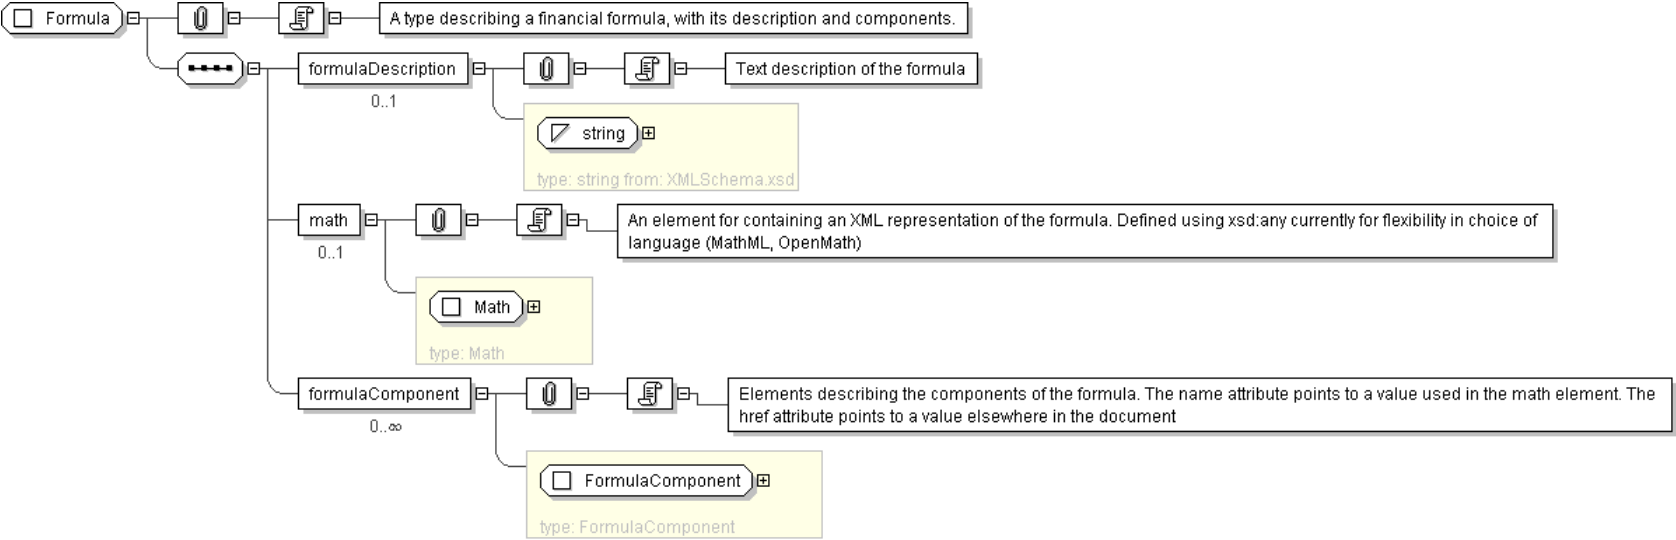 Formula
A type describing a financial formula, with its description and components.
formulaDescription
Text description of the formula
0..1
string
type: string from: XMLSchema.xsd
math
An element for containing an XML representation of the formula. Defined using xsd:any currently for flexibility in choice of
language (MathML, OpenMath)
0..1
Math
type: Math
formulaComponent
Elements describing the components of the formula. The name attribute points to a value used in the math element. The
href attribute points to a value elsewhere in the document
0..∞
FormulaComponent
type: FormulaComponent